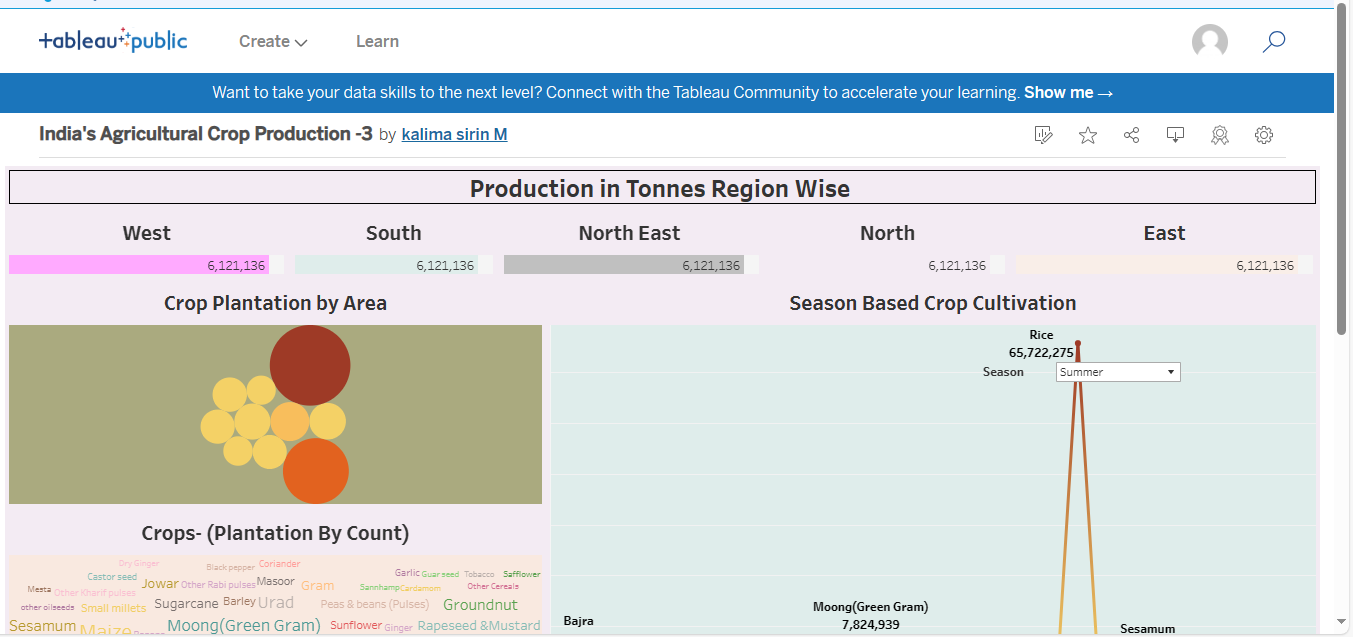 +ableau public
Create
Learn
Want to take your data skills to the next level? Connect with the Tableau Community to accelerate your learning. Show me →
India's Agricultural Crop Production -3 by kalima sirin M
Production in Tonnes Region Wise
West South North East North East
6,121,136 6,121,136 6,121,136 6,121,136 6,121,136
Crop Plantation by Area
Season Based Crop Cultivation
Rice
65,722,275
Season Summer
Moong(Green Gram)
7,824,939
Bajra
Sesamum
Crops- (Plantation By Count)
Dry Ginger Black pepper Coriander
Castor seed Jowar Other Rabi pulses Masoor Gram Garlic Guar seed Tobacco Safflower
Mesta Other Kharif pulses Sannhamp Cardamom Other Cereals
other oilseeds Small millets Sugarcane Barley Urad Peas & beans (Pulses) Groundnut
Sesamum Maize Moong(Green Gram) Sunflower Ginger Rapeseed &Mustard